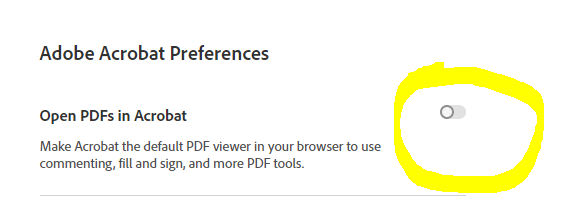 Adobe Acrobat Preferences
Open PDFs in Acrobat
Make Acrobat the default PDF viewer in your browser to use
commenting, fill and sign, and more PDF tools.